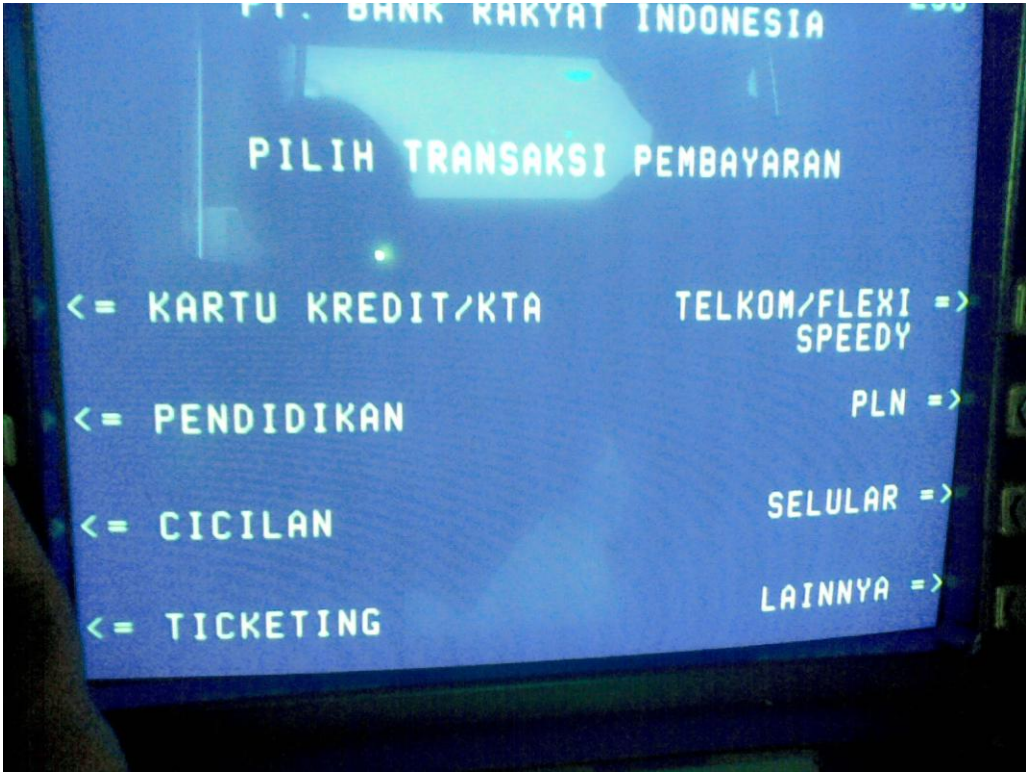 PT. BANK RAKYAT INDONESIA
PILIH TRANSAKSI PEMBAYARAN
<= KARTU KREDIT/KTA
TELKOM/FLEXI =>
SPEEDY
<= PENDIDIKAN
PLN =>
<= CICILAN
SELULAR =>
<= TICKETING
LAINNYA =>